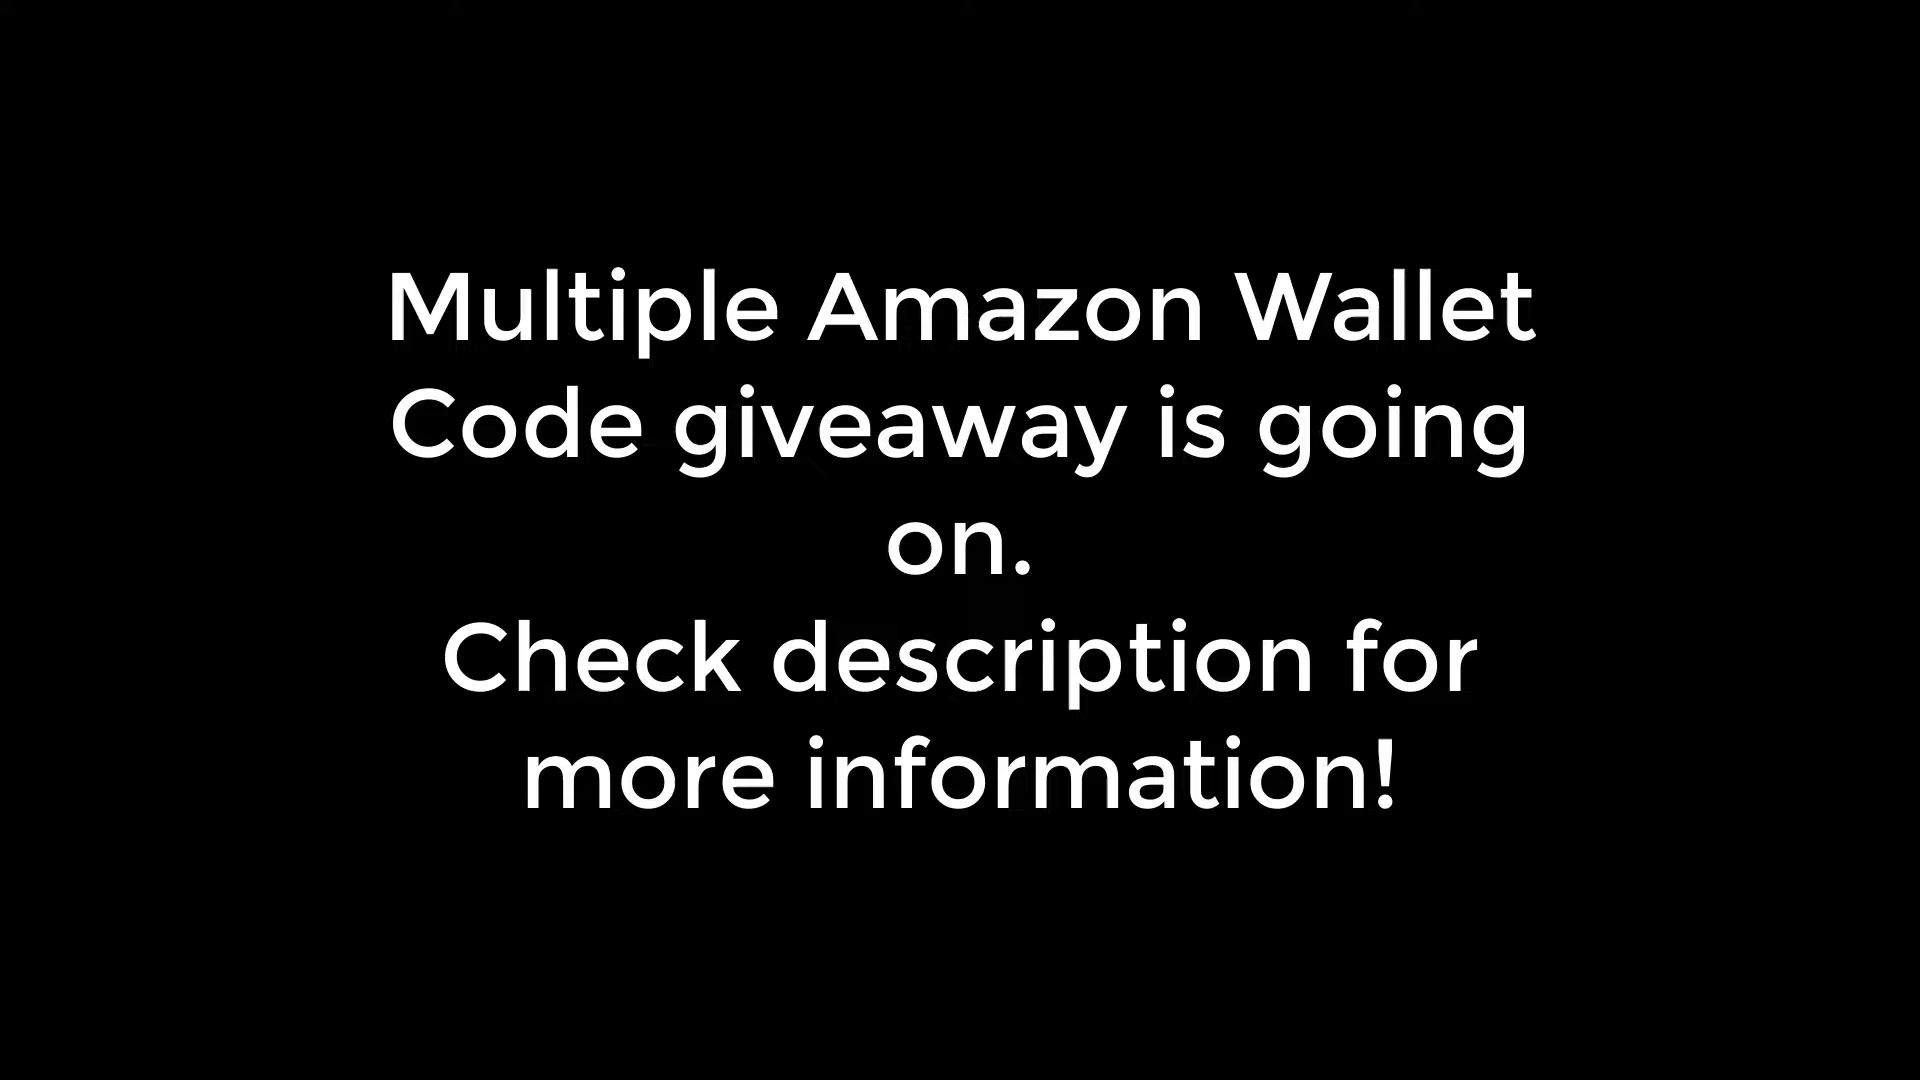 Multiple Amazon Wallet
Code giveaway is going
on.
Check description for
more information!